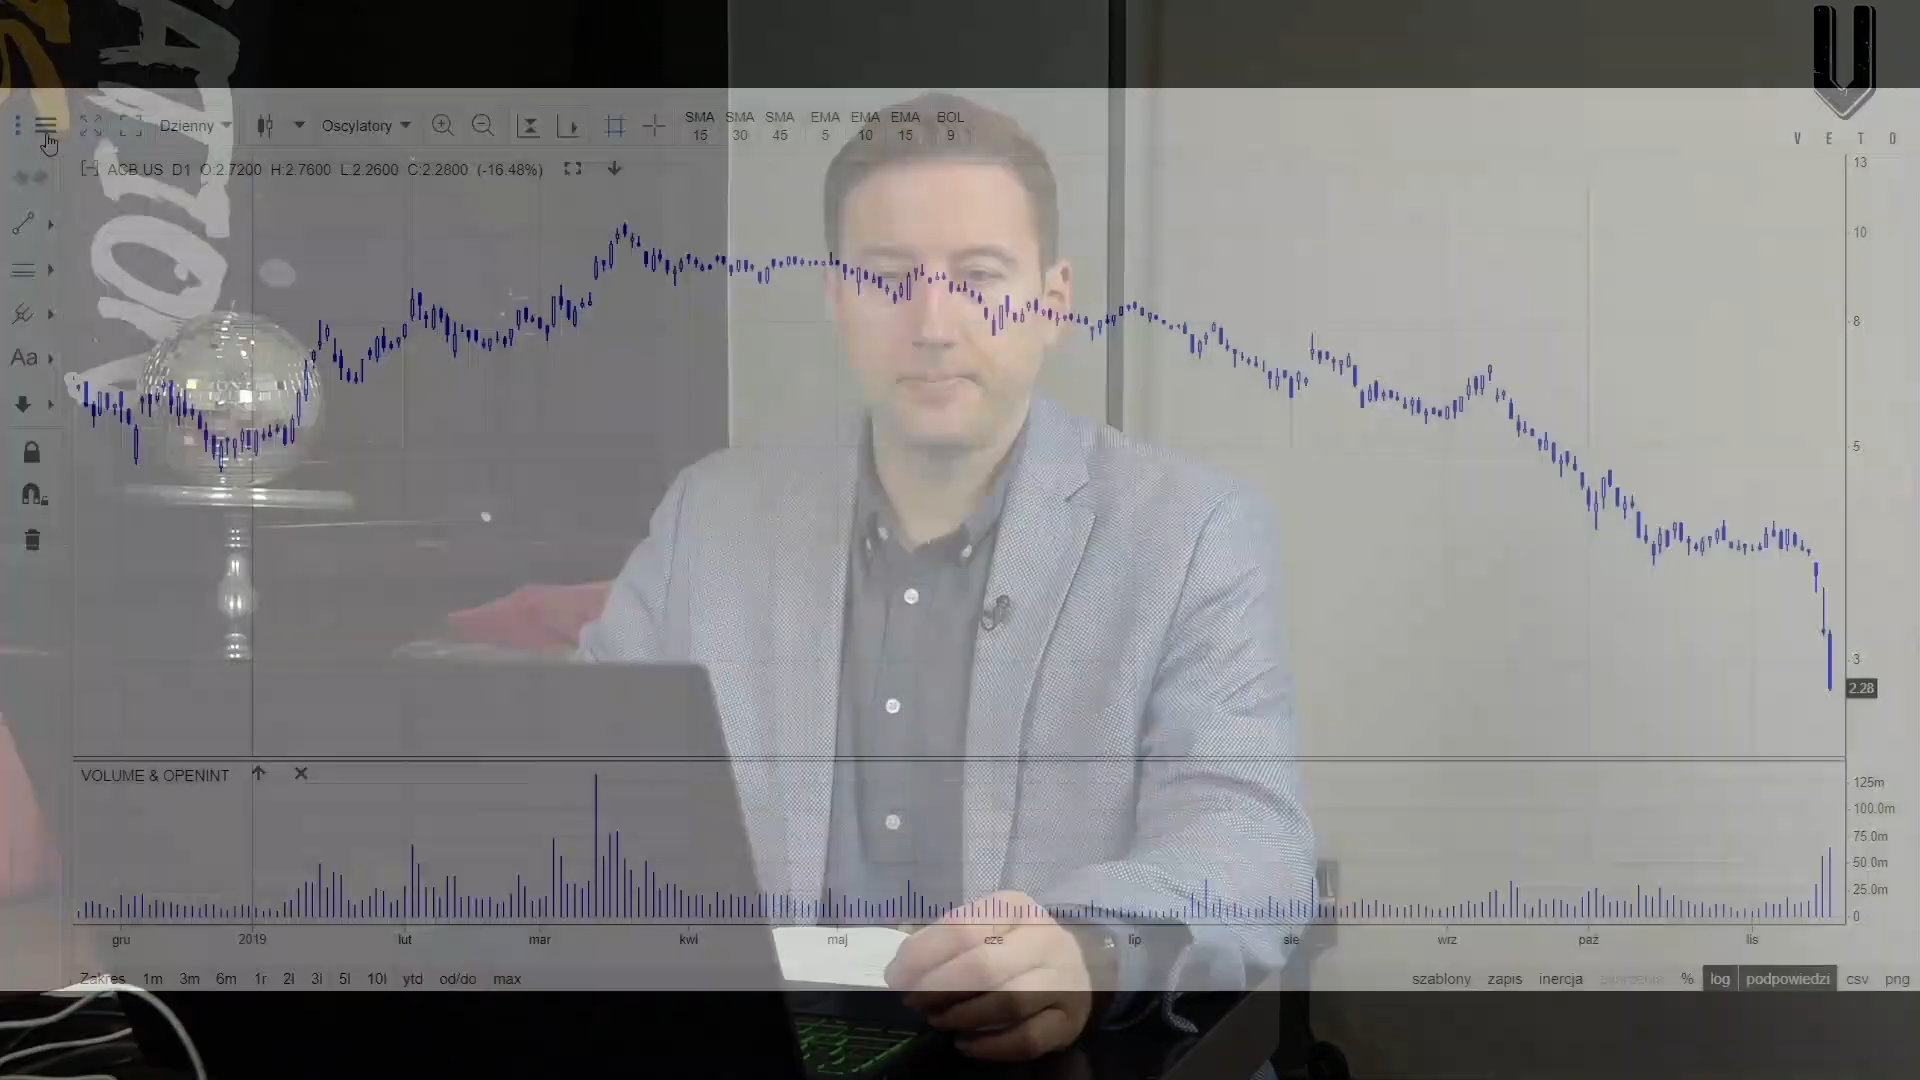 V E T O
Dzienny
Oscylatory
SMA 15
SMA 30
SMA 45
EMA 5
EMA 10
EMA 15
BOL 9
ACB.US D1 O:2.7200 H:2.7600 L:2.2600 C:2.2800 (-16.48%)
Aa
13
10
8
5
3
2.28
VOLUME & OPENINT
125m
100.0m
75.0m
50.0m
25.0m
0
gru 2019 lut mar kwi maj cze lip sie wrz paź lis
Zakres 1m 3m 6m 1r 2l 3l 5l 10l ytd od/do max
szablony zapis inercja % log podpowiedzi csv png